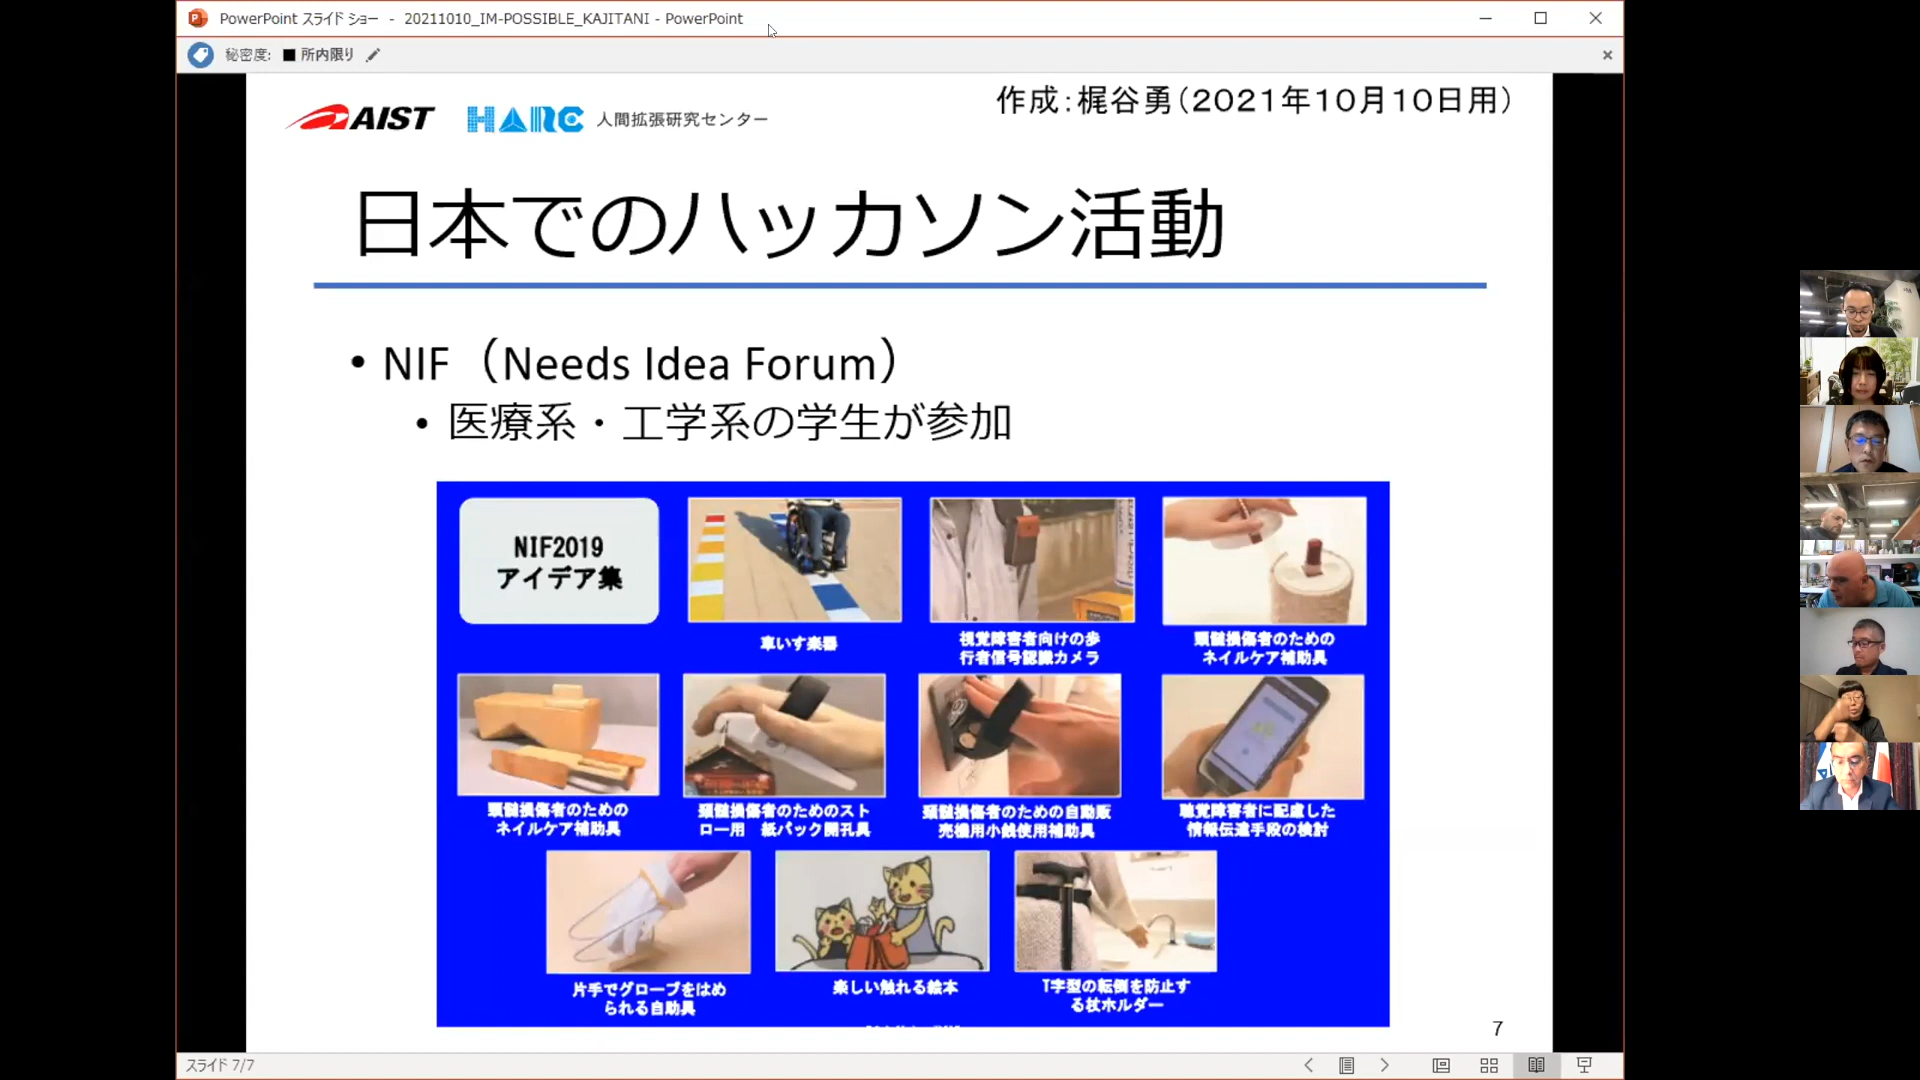 PowerPoint スライド ショー - 20211010_IM-POSSIBLE_KAJITANI - PowerPoint
秘密度: 所内限り
AIST HARC 人間拡張研究センター
作成：梶谷勇（2021年10月10日用）
日本でのハッカソン活動
• NIF（Needs Idea Forum）
• 医療系・工学系の学生が参加
NIF2019
アイデア集
車いす楽器
視覚障害者向けの歩
行者信号認識カメラ
頸髄損傷者のための
ネイルケア補助具
頸髄損傷者のための
ネイルケア補助具
頸髄損傷者のためのスト
ロー用 紙パック開孔具
頸髄損傷者のための自動販
売機用小銭使用補助具
聴覚障害者に配慮した
情報伝達手段の検討
片手でグローブをはめ
られる自助具
楽しい触れる絵本
T字型の転倒を防止す
る杖ホルダー
7
スライド 7/7